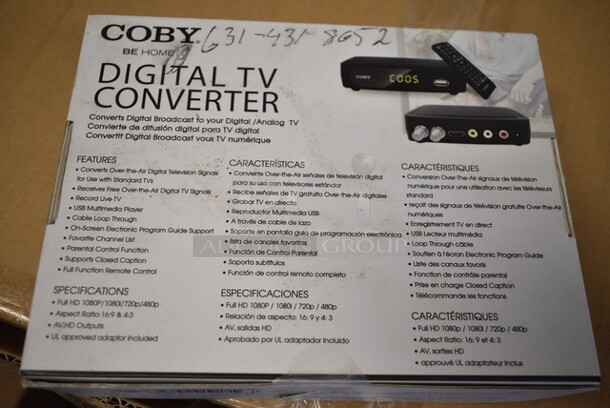 COBY
631-431-8652
BE HOME
DIGITAL TV
CONVERTER
Converts Digital Broadcast to your Digital /Analog TV
Convierte de difusión digital para TV digital
Convertit Digital Broadcast vous TV numérique
COBY
C005
FEATURES
• Converts Over-the-Air Digital Television Signals
for Use with Standard TVs
• Receives Free Over-the-Air Digital TV Signals
• Record Live TV
• USB Multimedia Player
• Cable Loop Through
• On-Screen Electronic Program Guide Support
• Favorite Channel List
• Parental Control Function
• Supports Closed Caption
• Full Function Remote Control
SPECIFICATIONS
• Full HD 1080P/1080i/720p/480p
• Aspect Ratio: 16:9 & 4:3
• AV,HD Outputs
• UL approved adaptor included
CARACTERÍSTICAS
• Convierte Over-the-Air señales de televisión digital
para su uso con televisores estándar
• Recibe señales de TV gratuito Over-the-Air digitales
• Grabar TV en directo
• Reproductor Multimedia USB
• A través de cable de lazo
• Soporte en pantalla guía de programación electrónica
• lista de canales favoritos
• Función de Control Parental
• Soporta subtítulos
• Función de control remoto completo
ESPECIFICACIONES
• Full HD 1080P / 1080i / 720p / 480p
• Relación de aspecto: 16: 9 y 4: 3
• AV, salidas HD
• Aprobado por UL adaptador incluido
CARACTÉRISTIQUES
• Conversion Over-the-Air signaux de télévision
numérique pour une utilisation avec les téléviseurs
standard
• reçoit des signaux de télévision gratuite Over-the-Air
numériques
• Enregistrement TV en direct
• USB Lecteur multimédia
• Loop Through câble
• Soutien à l'écran Electronic Program Guide
• Liste des canaux favoris
• Fonction de contrôle parental
• Prise en charge Closed Caption
• Télécommande les fonctions
CARACTÉRISTIQUES
• Full HD 1080p / 1080i / 720p / 480p
• Aspect Ratio: 16: 9 et 4: 3
• AV, sorties HD
• approuvé UL adaptateur inclus
GROUP